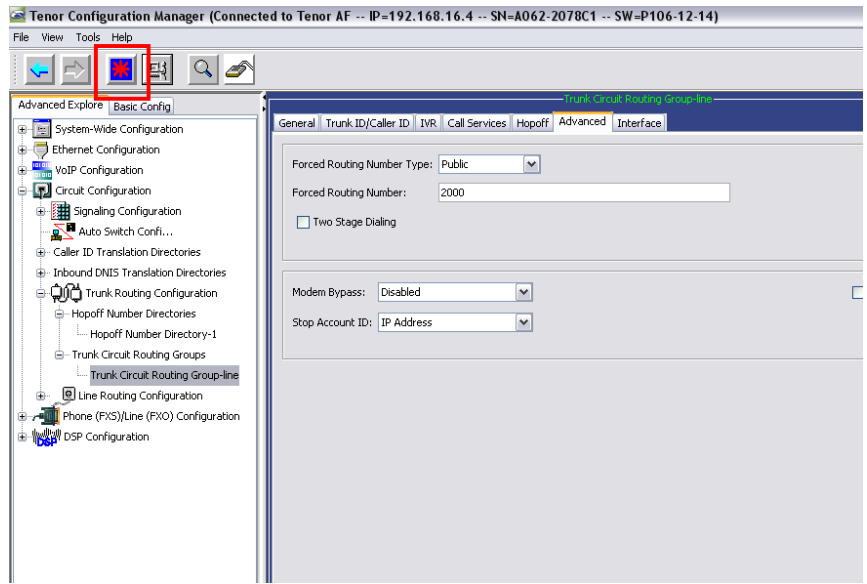 Tenor Configuration Manager (Connected to Tenor AF -- IP=192.168.16.4 -- SN=A062-2078C1 -- SW=P106-12-14)
File View Tools Help
Advanced Explore Basic Config
System-Wide Configuration
Ethernet Configuration
VoIP Configuration
Circuit Configuration
Signaling Configuration
Auto Switch Confi...
Caller ID Translation Directories
Inbound DNIS Translation Directories
Trunk Routing Configuration
Hopoff Number Directories
Hopoff Number Directory-1
Trunk Circuit Routing Groups
Trunk Circuit Routing Group-line
Line Routing Configuration
Phone (FXS)/Line (FXO) Configuration
DSP
DSP Configuration
Trunk Circuit Routing Group-line
General Trunk ID/Caller ID IVR Call Services Hopoff Advanced Interface
Forced Routing Number Type: Public
Forced Routing Number: 2000
Two Stage Dialing
Modem Bypass: Disabled
Stop Account ID: IP Address